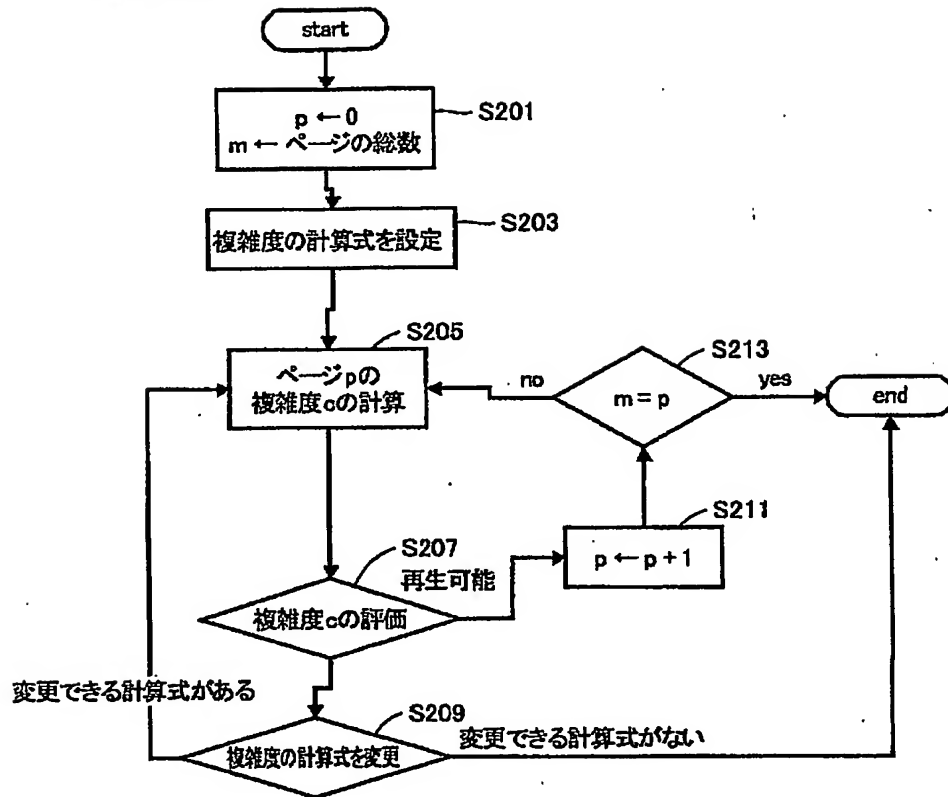 start
S201
p ← 0
m ← ページの総数
S203
複雑度の計算式を設定
S205
ページpの
複雑度cの計算
S213
no
m = p
yes
end
S211
p ← p + 1
S207
再生可能
複雑度cの評価
変更できる計算式がある
S209
複雑度の計算式を変更
変更できる計算式がない